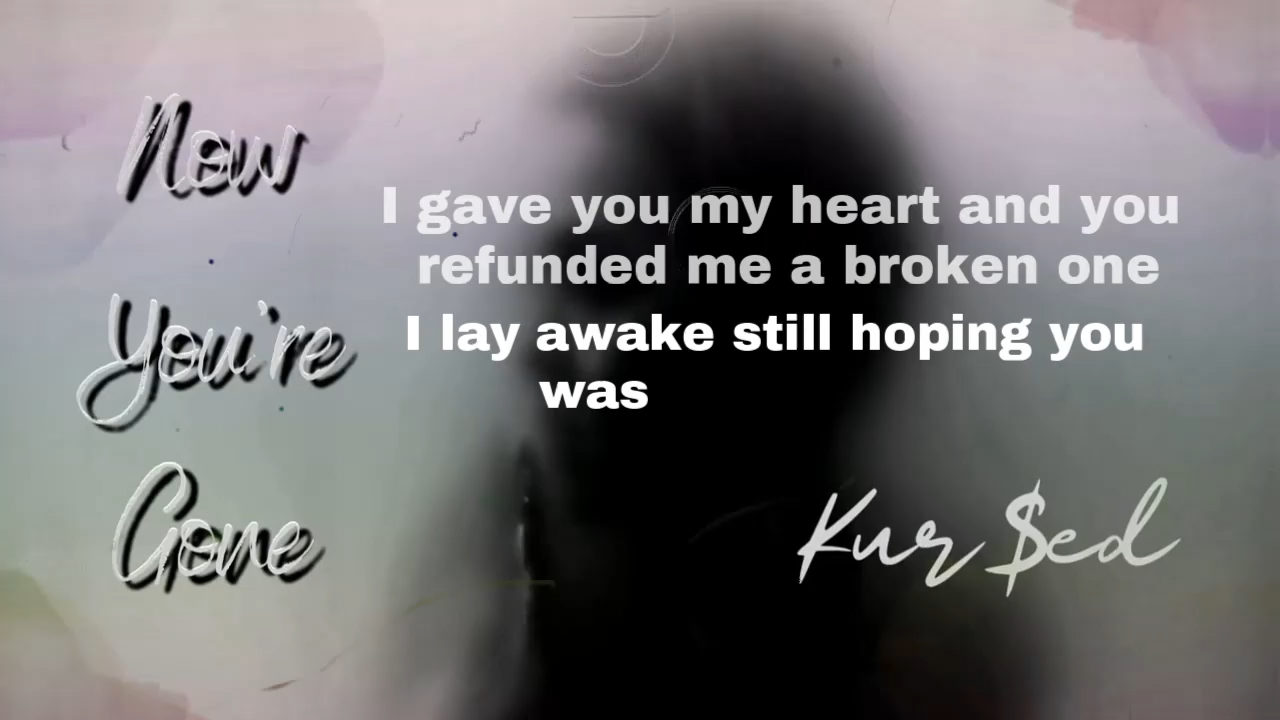 Now
You're
Gone
I gave you my heart and you
refunded me a broken one
I lay awake still hoping you
was
Kur$ed